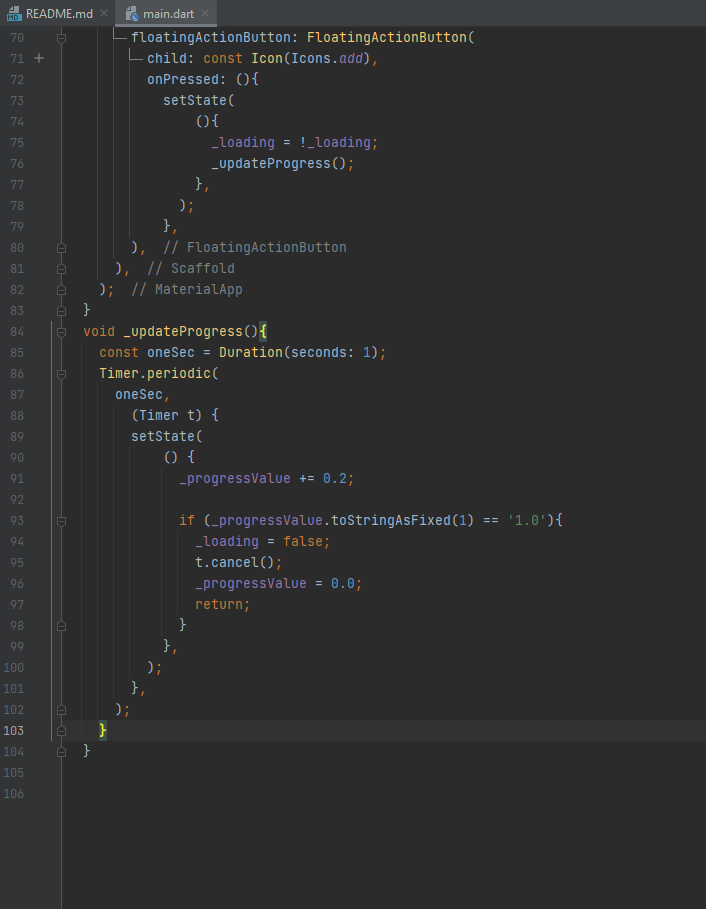 README.md main.dart
70 floatingActionButton: FloatingActionButton(
71 child: const Icon(Icons.add),
72 onPressed: (){
73 setState(
74 (){
75 _loading = !_loading;
76 _updateProgress();
77 },
78 );
79 },
80 ), // FloatingActionButton
81 ), // Scaffold
82 ); // MaterialApp
83 }
84 void _updateProgress(){
85 const oneSec = Duration(seconds: 1);
86 Timer.periodic(
87 oneSec,
88 (Timer t) {
89 setState(
90 () {
91 _progressValue += 0.2;
92
93 if (_progressValue.toStringAsFixed(1) == '1.0'){
94 _loading = false;
95 t.cancel();
96 _progressValue = 0.0;
97 return;
98 }
99 },
100 );
101 },
102 );
103 }
104 }
105
106